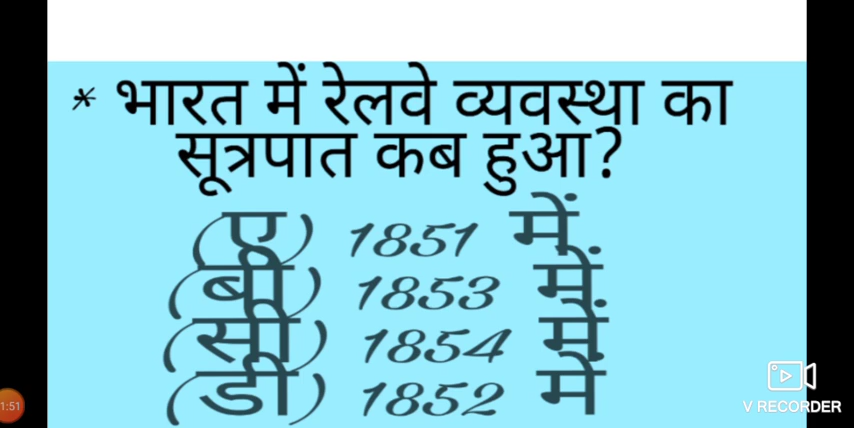 * भारत में रेलवे व्यवस्था का
सूत्रपात कब हुआ?
(ए) 1851 में.
(बी) 1853 में.
(सी) 1854 में.
(डी) 1852 में
1:51
V RECORDER